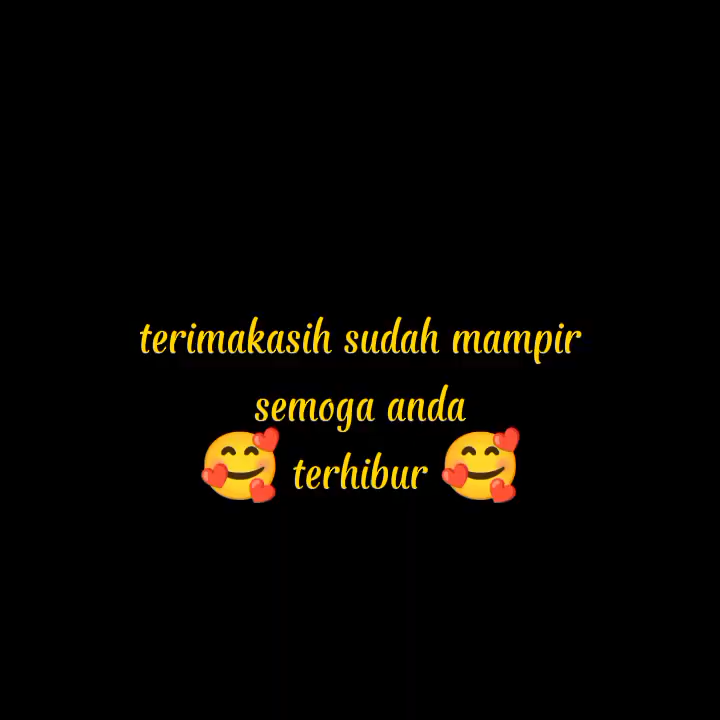 terimakasih sudah mampir
semoga anda
🥰 terhibur 🥰